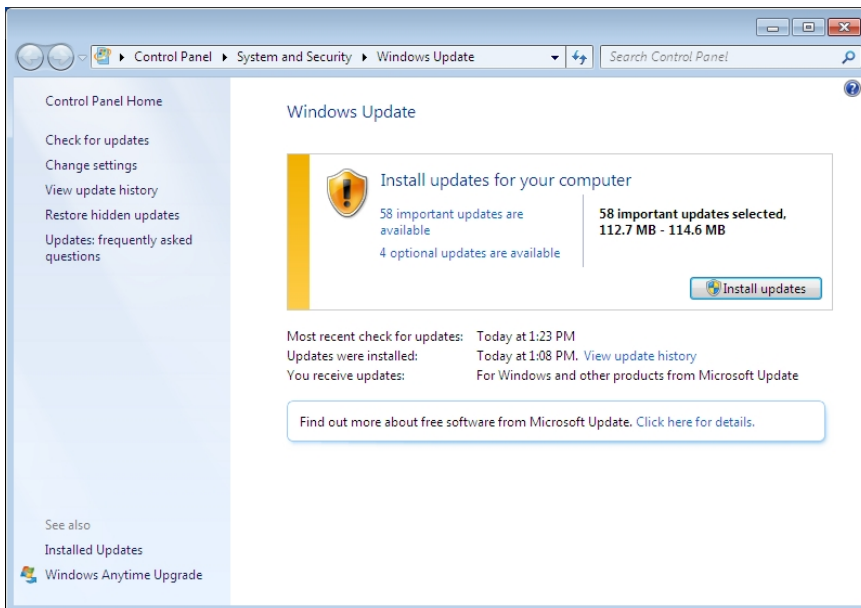 Control Panel System and Security Windows Update Search Control Panel
Control Panel Home
Check for updates
Change settings
View update history
Restore hidden updates
Updates: frequently asked
questions
See also
Installed Updates
Windows Anytime Upgrade
Windows Update
Install updates for your computer
58 important updates are
available
4 optional updates are available
58 important updates selected,
112.7 MB - 114.6 MB
Install updates
Most recent check for updates: Today at 1:23 PM
Updates were installed: Today at 1:08 PM. View update history
You receive updates: For Windows and other products from Microsoft Update
Find out more about free software from Microsoft Update. Click here for details.